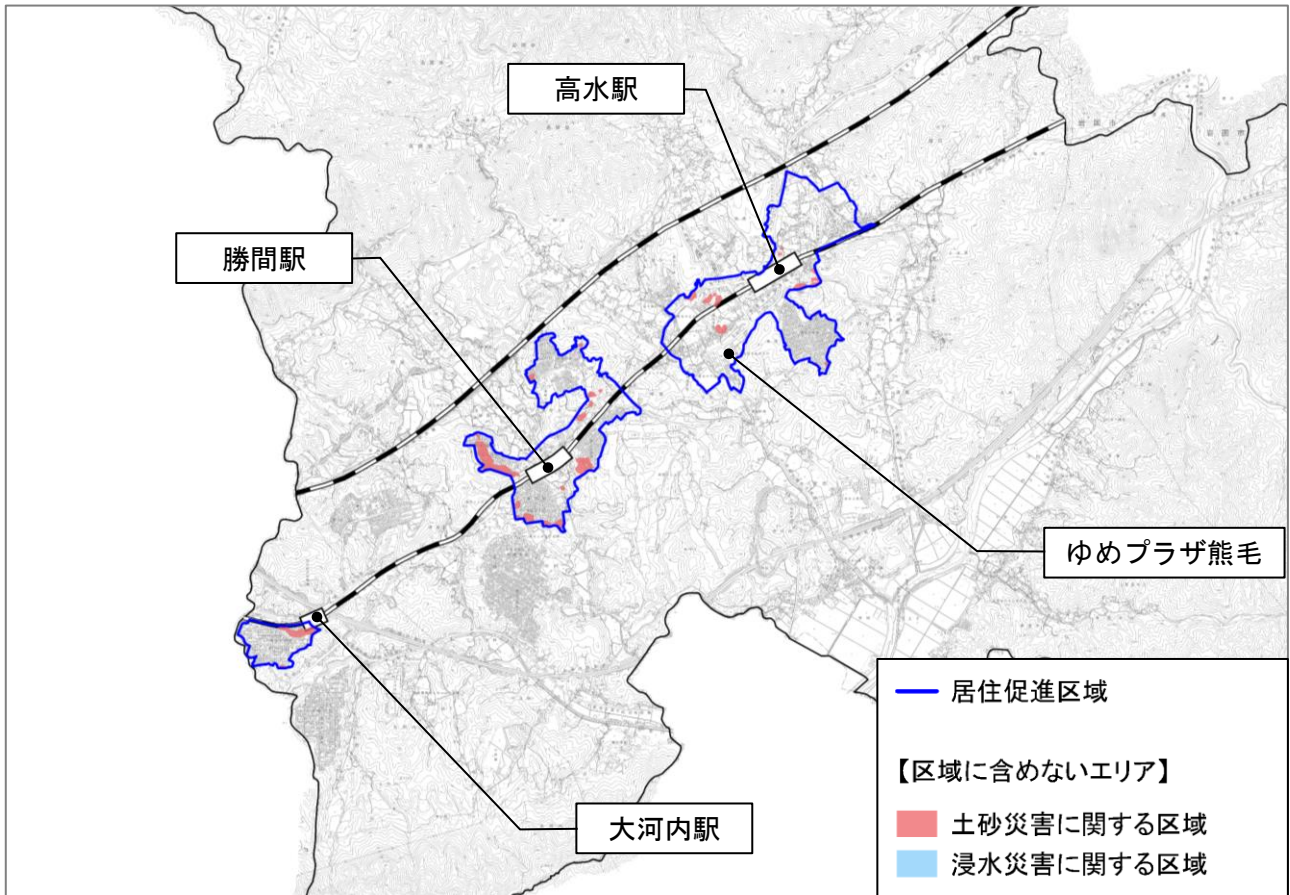 高水駅
勝間駅
ゆめプラザ熊毛
大河内駅
居住促進区域
【区域に含めないエリア】
土砂災害に関する区域
浸水災害に関する区域